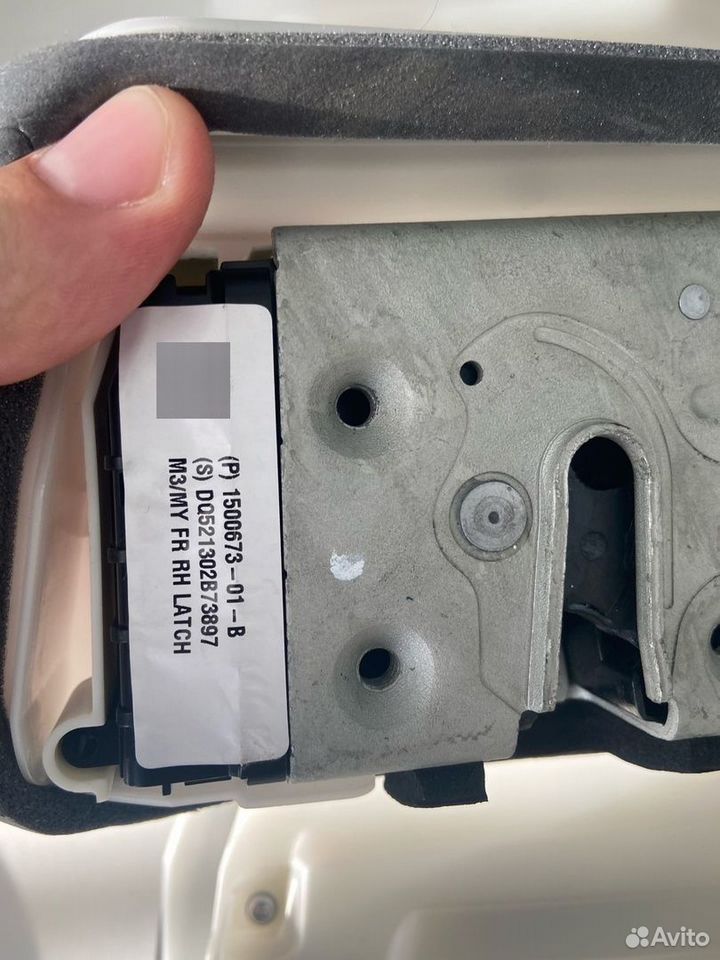 (P) 1500673-01-B
(S) DQ521302B73897
M3/MY FR RH LATCH
Avito